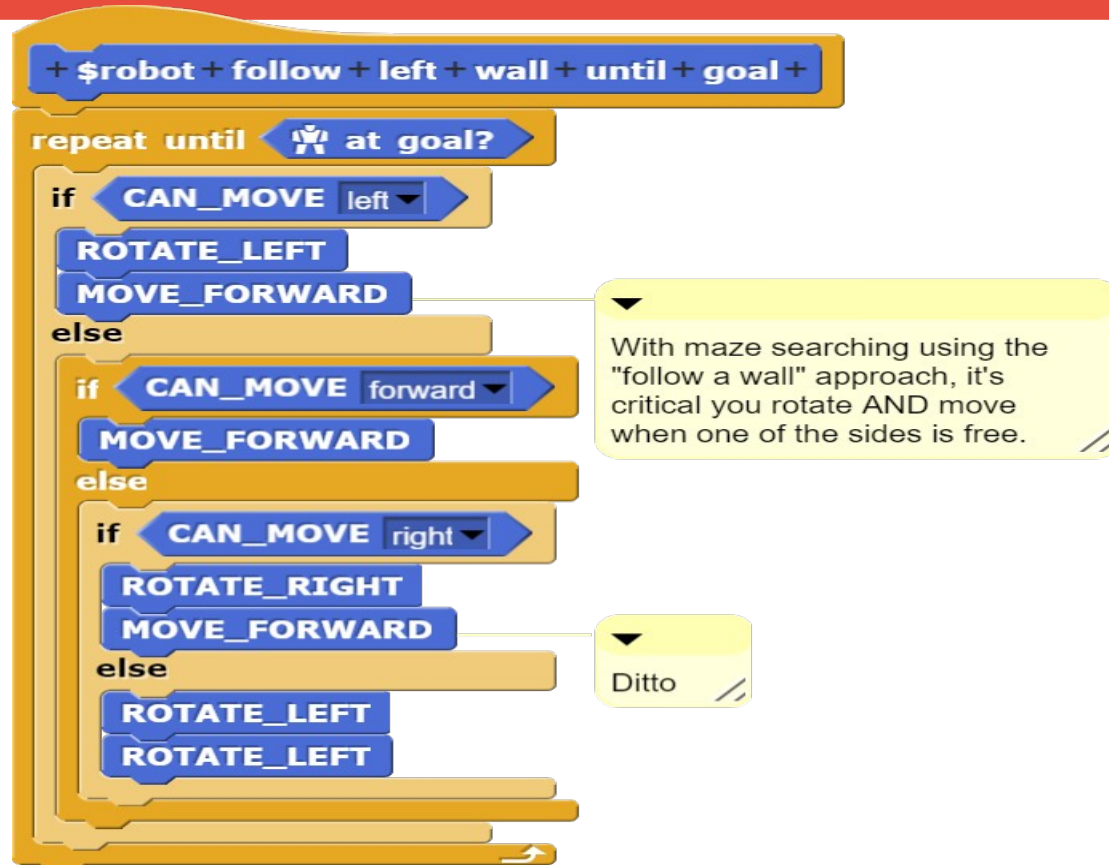 + $robot + follow + left + wall + until + goal +
repeat until at goal?
if CAN_MOVE left
ROTATE_LEFT
MOVE_FORWARD
else
if CAN_MOVE forward
MOVE_FORWARD
else
if CAN_MOVE right
ROTATE_RIGHT
MOVE_FORWARD
else
ROTATE_LEFT
ROTATE_LEFT
With maze searching using the
"follow a wall" approach, it's
critical you rotate AND move
when one of the sides is free.
Ditto